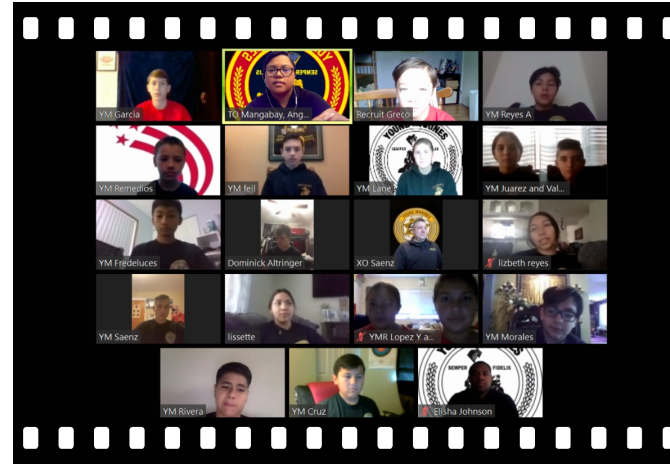 YM Garcia
TO Mangabay, Ang...
Recruit Greco
YM Reyes A
YM Remedios
YM feil
YM Lane
YM Juarez and Val...
YM Fredeluces
Dominick Altringer
XO Saenz
lizbeth reyes
YM Saenz
lissette
YMR Lopez Y a...
YM Morales
YM Rivera
YM Cruz
SEMPER FIDELIS
Elisha Johnson